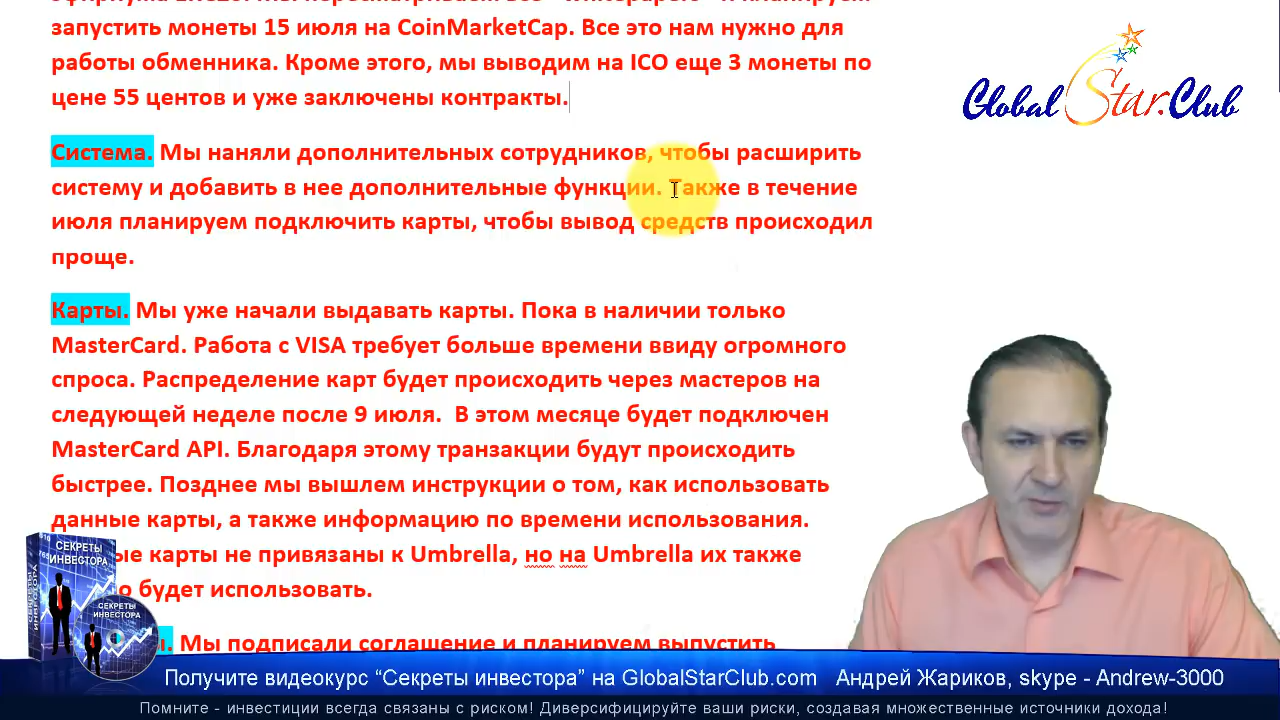 запустить монеты 15 июля на CoinMarketCap. Все это нам нужно для
работы обменника. Кроме этого, мы выводим на ICO еще 3 монеты по
цене 55 центов и уже заключены контракты.
Global Star.Club
Система. Мы наняли дополнительных сотрудников, чтобы расширить
систему и добавить в нее дополнительные функции. Также в течение
июля планируем подключить карты, чтобы вывод средств происходил
проще.
Карты. Мы уже начали выдавать карты. Пока в наличии только
MasterCard. Работа с VISA требует больше времени ввиду огромного
спроса. Распределение карт будет происходить через мастеров на
следующей неделе после 9 июля.  В этом месяце будет подключен
MasterCard API. Благодаря этому транзакции будут происходить
быстрее. Позднее мы вышлем инструкции о том, как использовать
данные карты, а также информацию по времени использования.
карты не привязаны к Umbrella, но на Umbrella их также
будет использовать.
Мы подписали соглашение и планируем выпустить
СЕКРЕТЫ
ИНВЕСТОРА
СЕКРЕТЫ
ИНВЕСТОРА
Получите видеокурс “Секреты инвестора” на GlobalStarClub.com   Андрей Жариков, skype - Andrew-3000
Помните - инвестиции всегда связаны с риском! Диверсифицируйте ваши риски, создавая множественные источники дохода!